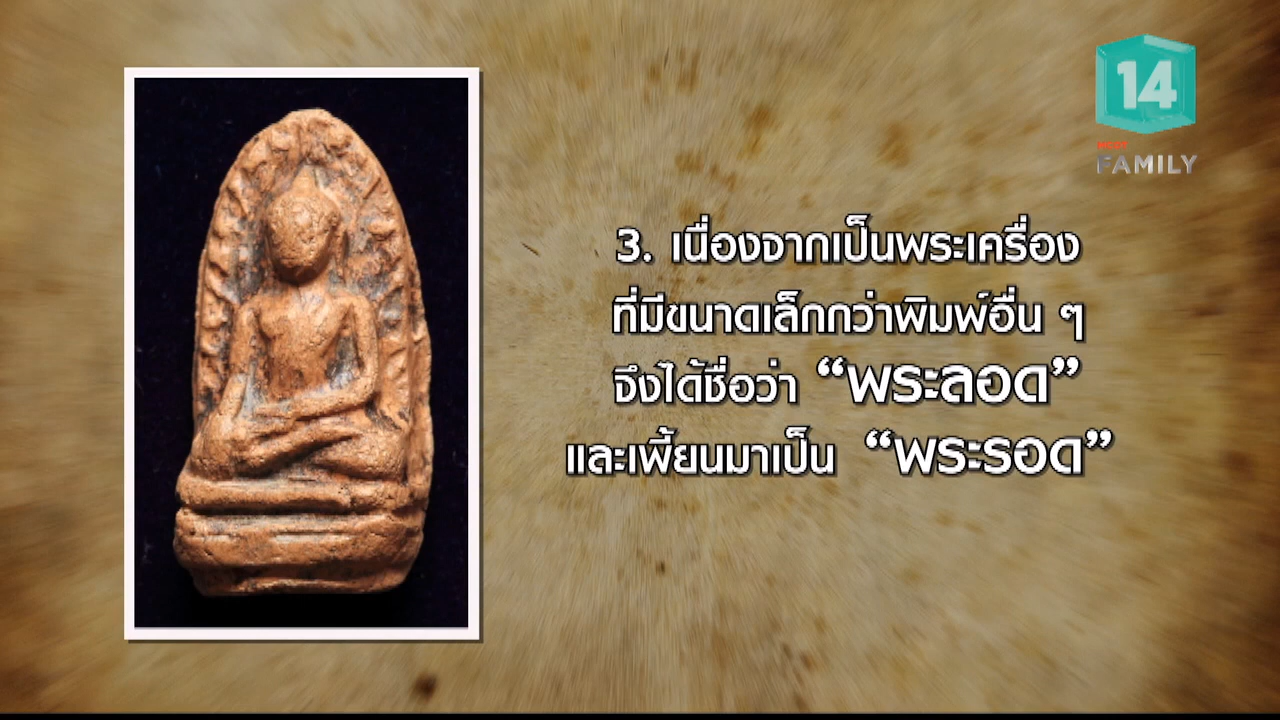 14
MCOT
FAMILY
3. เนื่องจากเป็นพระเครื่อง
ที่มีขนาดเล็กกว่าพิมพ์อื่น ๆ
จึงได้ชื่อว่า “พระลอด”
และเพี้ยนมาเป็น “พระรอด”